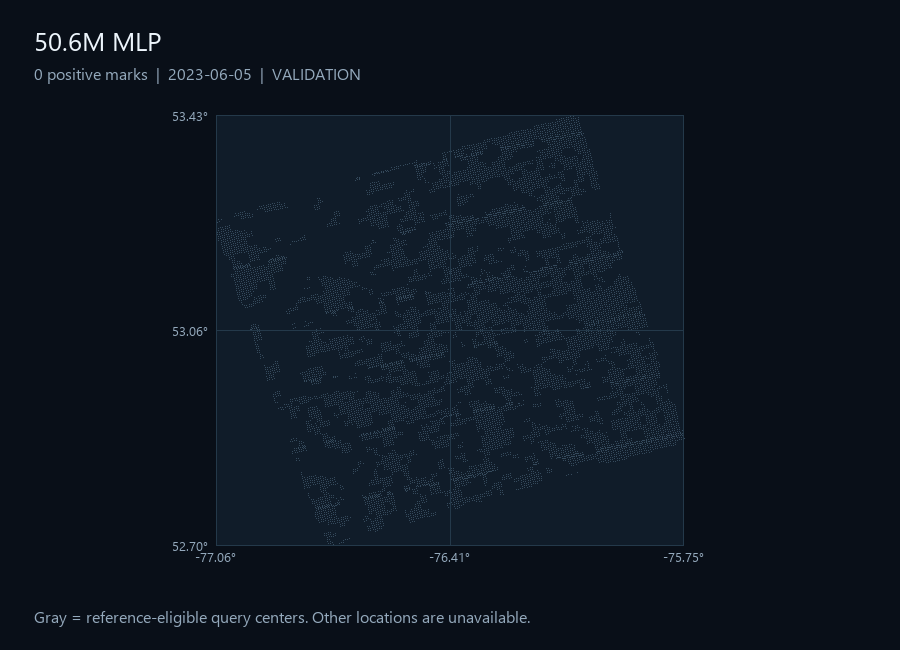 50.6M MLP
0 positive marks | 2023-06-05 | VALIDATION
53.43°
53.06°
52.70°
-77.06°
-76.41°
-75.75°
Gray = reference-eligible query centers. Other locations are unavailable.